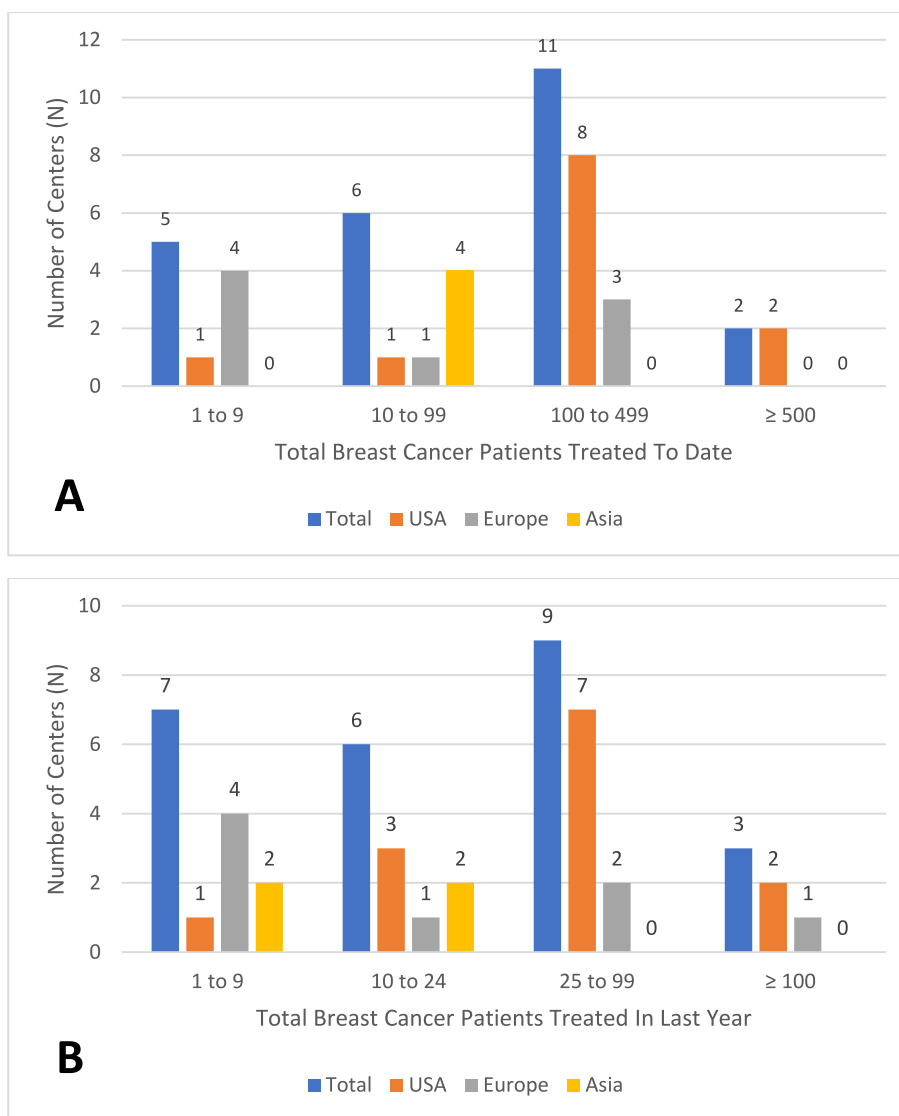 12
10
8
6
4
2
0
Number of Centers (N)
5 1 4 0
6 1 1 4
11 8 3 0
2 2 0 0
1 to 9 10 to 99 100 to 499 ≥ 500
Total Breast Cancer Patients Treated To Date
A
Total USA Europe Asia
10
8
6
4
2
0
Number of Centers (N)
7 1 4 2
6 3 1 2
9 7 2 0
3 2 1 0
1 to 9 10 to 24 25 to 99 ≥ 100
Total Breast Cancer Patients Treated In Last Year
B
Total USA Europe Asia